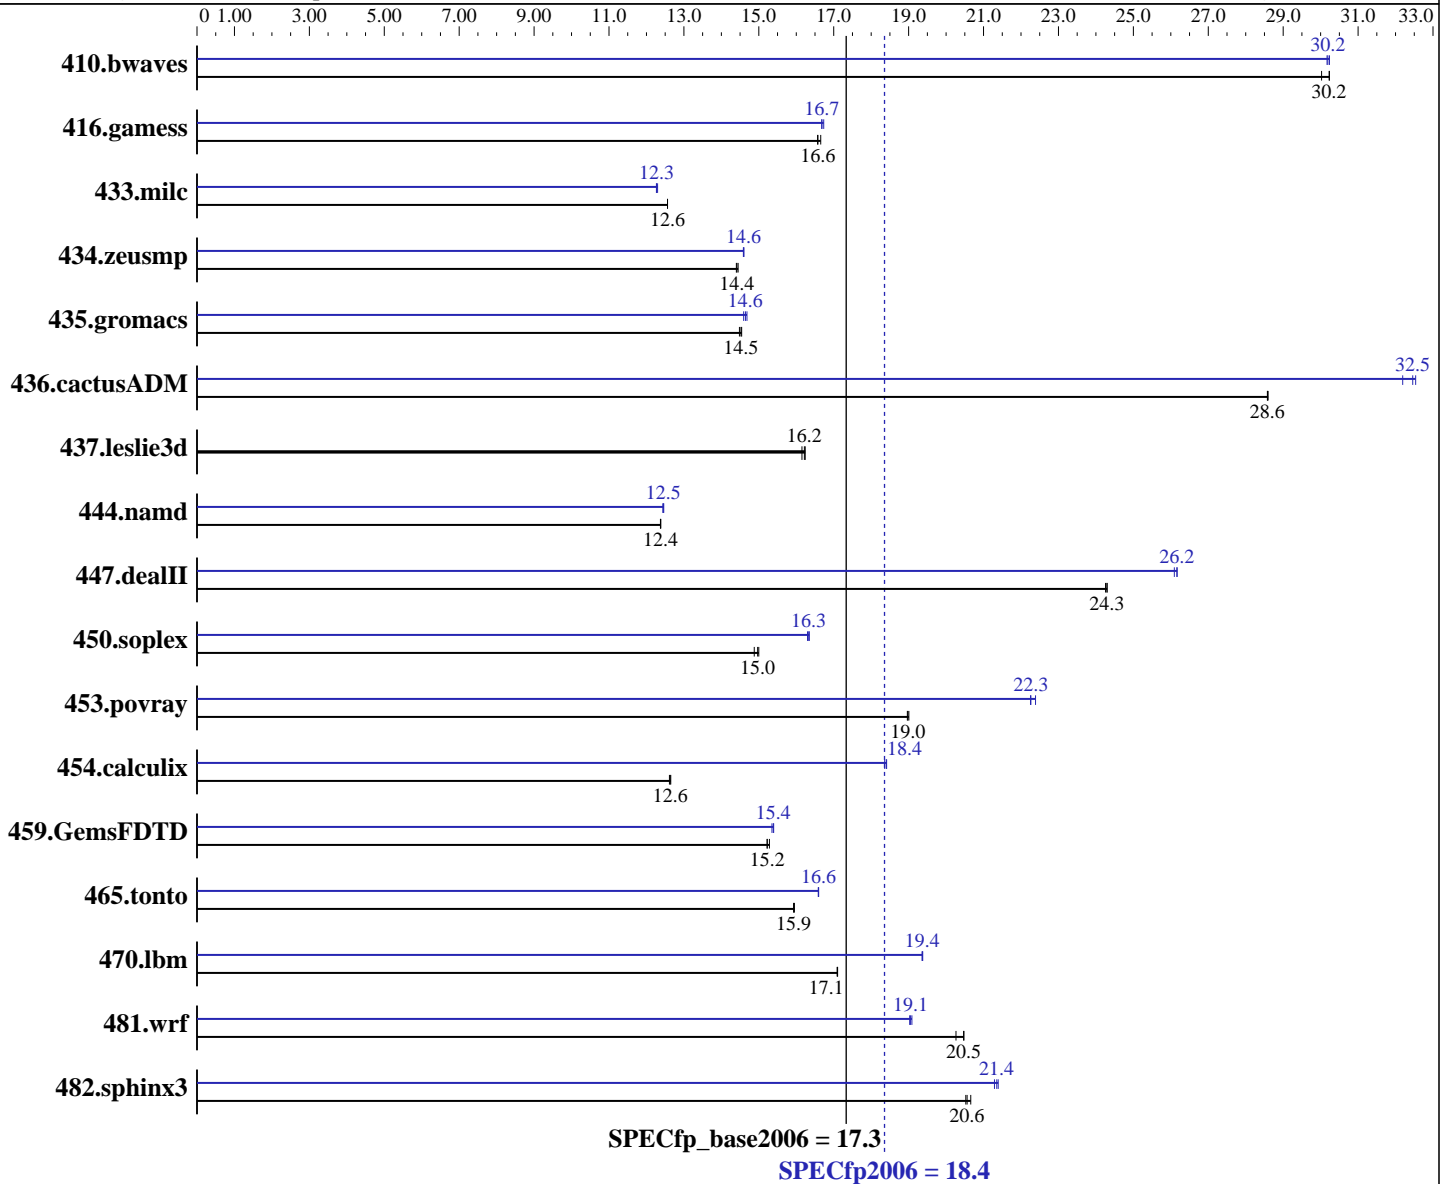 0 1.00 3.00 5.00 7.00 9.00 11.0 13.0 15.0 17.0 19.0 21.0 23.0 25.0 27.0 29.0 31.0 33.0
30.2
410.bwaves
30.2
16.7
416.gamess
16.6
12.3
433.milc
12.6
14.6
434.zeusmp
14.4
14.6
435.gromacs
14.5
32.5
436.cactusADM
28.6
16.2
437.leslie3d
12.5
444.namd
12.4
26.2
447.dealII
24.3
16.3
450.soplex
15.0
22.3
453.povray
19.0
18.4
454.calculix
12.6
15.4
459.GemsFDTD
15.2
16.6
465.tonto
15.9
19.4
470.lbm
17.1
19.1
481.wrf
20.5
21.4
482.sphinx3
20.6
SPECfp_base2006 = 17.3
SPECfp2006 = 18.4